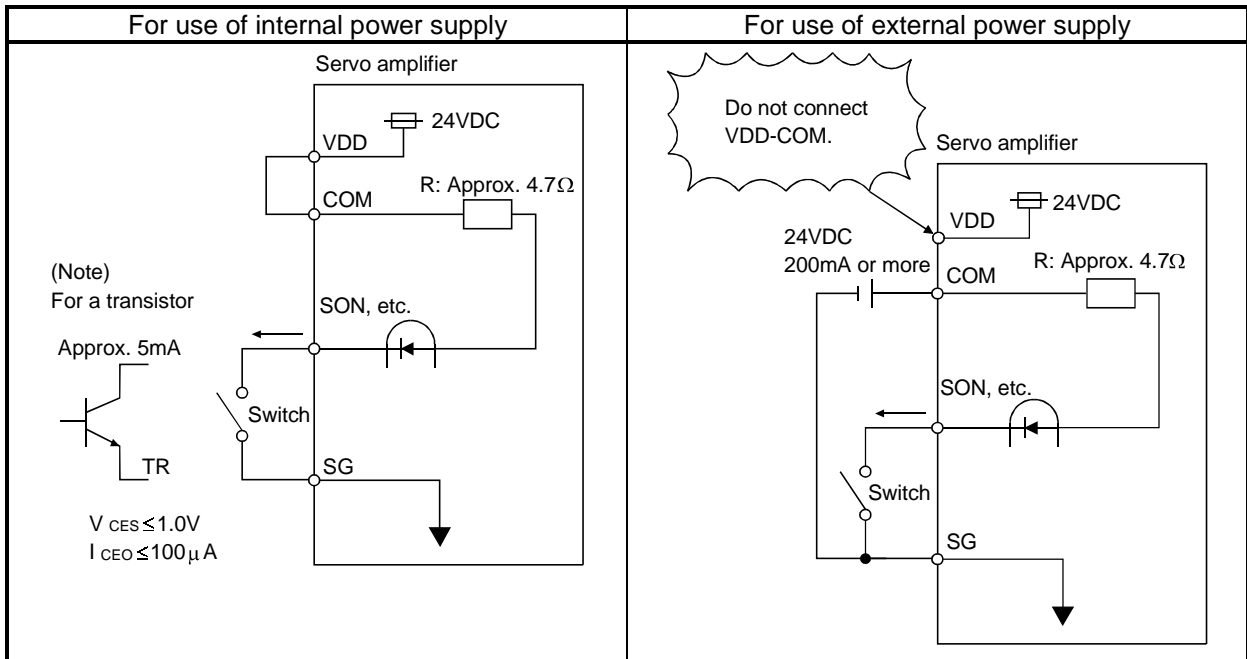 For use of internal power supply
For use of external power supply
Servo amplifier
24VDC
VDD
R: Approx. 4.7Ω
COM
(Note)
For a transistor
SON, etc.
Approx. 5mA
Switch
TR
SG
V CES ≦1.0V
I CEO ≦100μA
Do not connect
VDD-COM.
Servo amplifier
24VDC
VDD
24VDC
200mA or more
R: Approx. 4.7Ω
COM
SON, etc.
Switch
SG